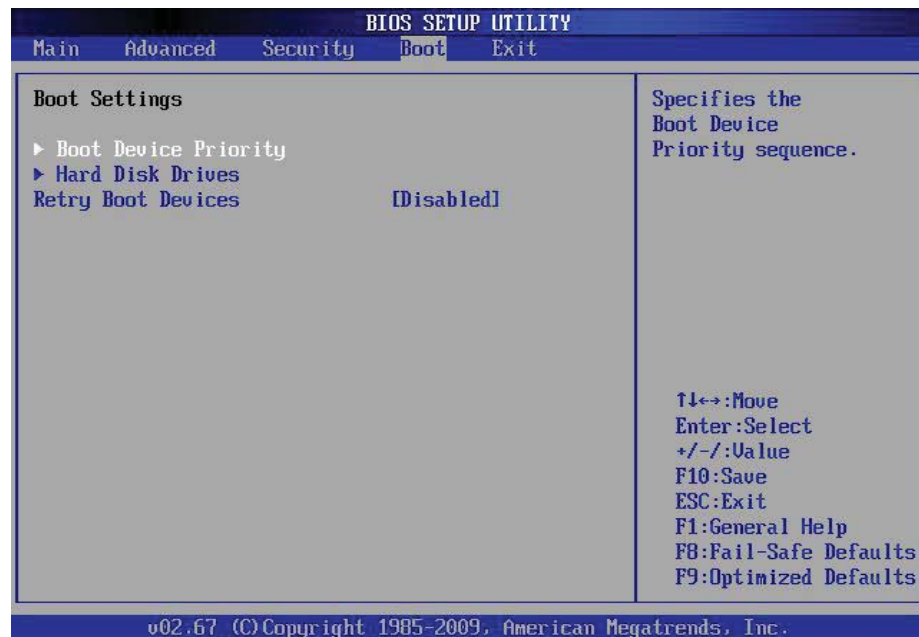 BIOS SETUP UTILITY
Main Advanced Security Boot Exit
Boot Settings
▶ Boot Device Priority
▶ Hard Disk Drives
Retry Boot Devices [Disabled]
Specifies the
Boot Device
Priority sequence.
↑↓←→:Move
Enter:Select
+/-/:Value
F10:Save
ESC:Exit
F1:General Help
F8:Fail-Safe Defaults
F9:Optimized Defaults
v02.67 (C)Copyright 1985-2009, American Megatrends, Inc.